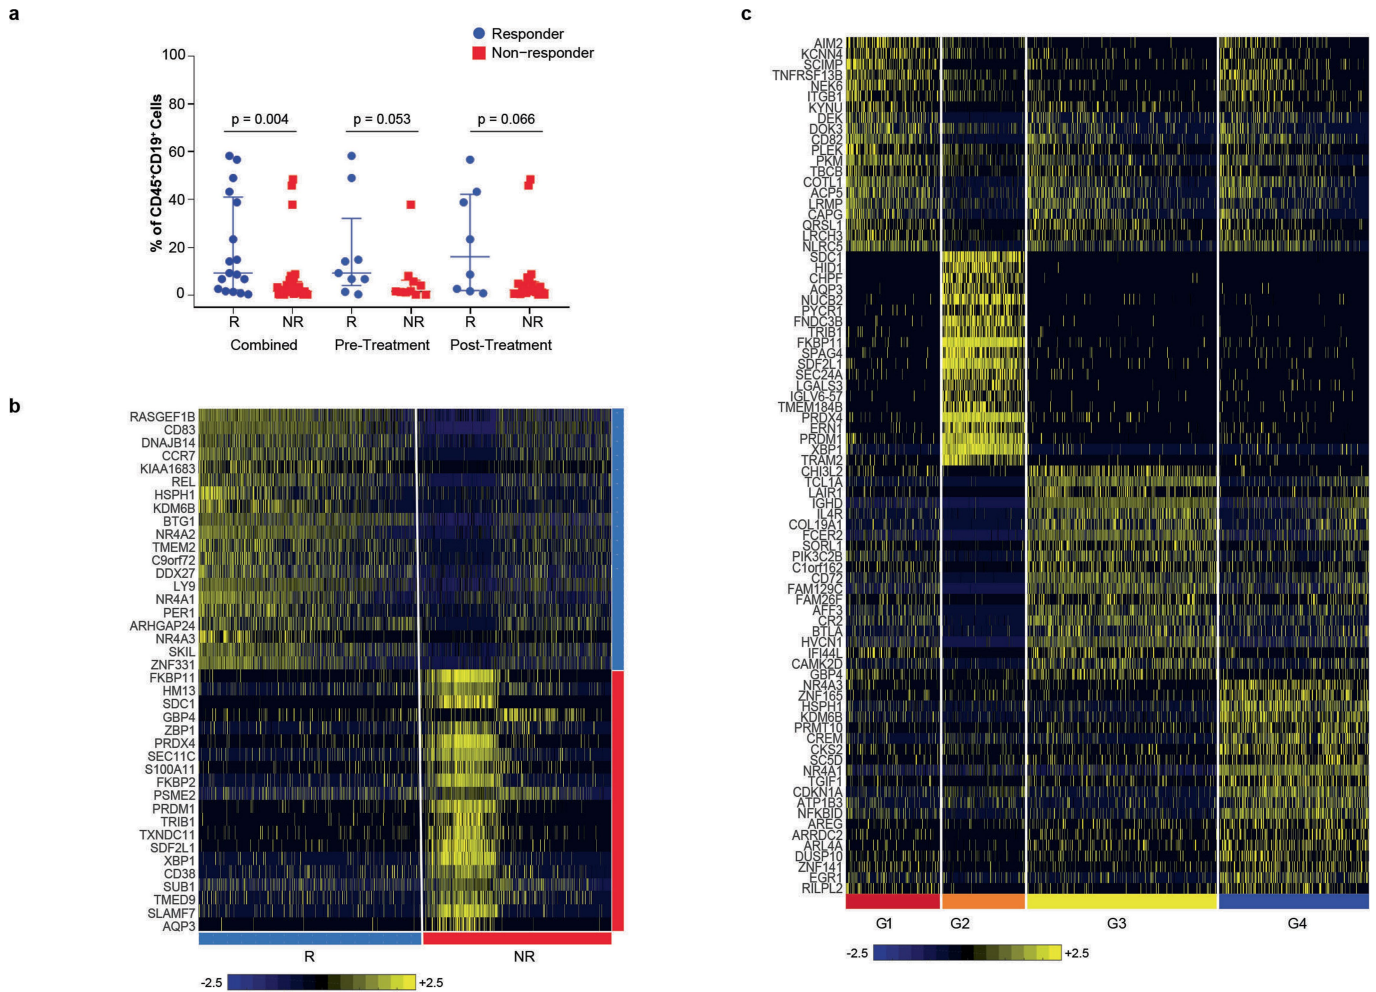 a
Responder
Non-responder
% of CD45+CD19+ Cells
100
80
60
40
20
0
p = 0.004
p = 0.053
p = 0.066
R
NR
R
NR
R
NR
Combined
Pre-Treatment
Post-Treatment
b
RASGEF1B
CD83
DNAJB14
CCR7
KIAA1683
REL
HSPH1
KDM6B
BTG1
NR4A2
TMEM2
C9orf72
DDX27
LY9
NR4A1
PER1
ARHGAP24
NR4A3
SKIL
ZNF331
FKBP11
HM13
SDC1
GBP4
ZBP1
PRDX4
SEC11C
S100A11
FKBP2
PSME2
PRDM1
TRIB1
TXNDC11
SDF2L1
XBP1
CD38
SUB1
TMED9
SLAMF7
AQP3
R
NR
-2.5
+2.5
c
AIM2
KCNN4
SCIMP
TNFRSF13B
NEK6
ITGB1
KYNU
DEK
DOK3
CD82
PLEK
PKM
TBCB
COTL1
ACP5
LRMP
CAPG
QRSL1
LRCH3
NLRC5
SDC1
HID1
CHPF
AQP3
NUCB2
PYCR1
FNDC3B
TRIB1
FKBP11
SPAG4
SDF2L1
SEC24A
LGALS3
IGLV6-57
TMEM184B
PRDX4
ERN1
PRDM1
XBP1
TRAM2
CHI3L2
TCL1A
LAIR1
IGHD
IL4R
COL19A1
FCER2
SORL1
PIK3C2B
C1orf162
CD72
FAM129C
FAM26F
AFF3
CR2
BTLA
HVCN1
IFI44L
CAMK2D
GBP4
NR4A3
ZNF165
HSPH1
KDM6B
PRMT10
CREM
CKS2
SC5D
NR4A1
TGIF1
CDKN1A
ATP1B3
NFKBID
AREG
ARRDC2
ARL4A
DUSP10
ZNF141
EGR1
RILPL2
G1
G2
G3
G4
-2.5
+2.5